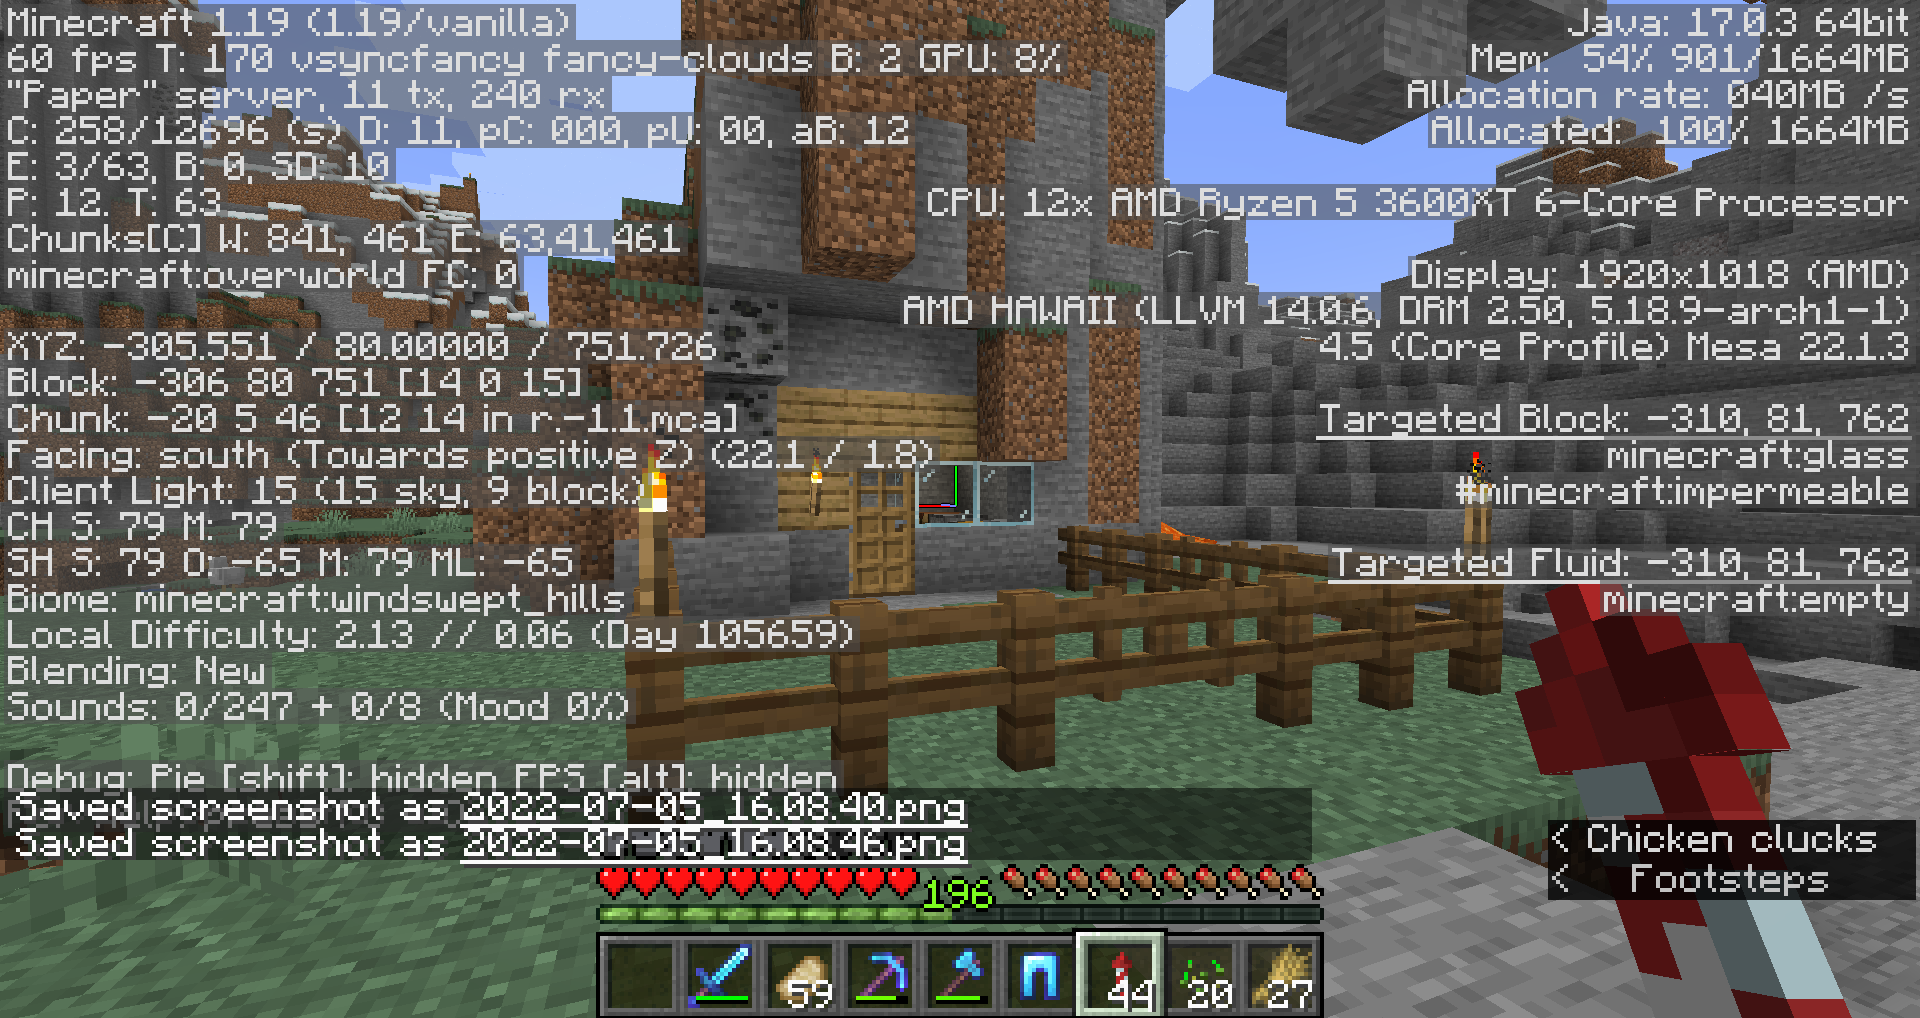 Minecraft 1.19 (1.19/vanilla)
60 fps T: 170 vsyncfancy fancy-clouds B: 2 GPU: 8%
"Paper" server, 11 tx, 240 rx
C: 258/12696 (s) D: 11, pC: 000, pU: 00, aB: 12
E: 3/63, B: 0, SD: 10
P: 12. T: 63
Chunks[C] W: 841, 461 E: 63,41,461
minecraft:overworld FC: 0
XYZ: -305.551 / 80.00000 / 751.726
Block: -306 80 751 [14 0 15]
Chunk: -20 5 46 [12 14 in r.-1.1.mca]
Facing: south (Towards positive Z) (22.1 / 1.8)
Client Light: 15 (15 sky, 9 block)
CH S: 79 M: 79
SH S: 79 O: -65 M: 79 ML: -65
Biome: minecraft:windswept_hills
Local Difficulty: 2.13 // 0.06 (Day 105659)
Blending: New
Sounds: 0/247 + 0/8 (Mood 0%)
Debug: Pie [shift]: hidden FPS [alt]: hidden
Saved screenshot as 2022-07-05_16.08.40.png
Saved screenshot as 2022-07-05_16.08.46.png
Java: 17.0.3 64bit
Mem: 54% 901/1664MB
Allocation rate: 040MB /s
Allocated: 100% 1664MB
CPU: 12x AMD Ryzen 5 3600XT 6-Core Processor
Display: 1920x1018 (AMD)
AMD HAWAII (LLVM 14.0.6, DRM 2.50, 5.18.9-arch1-1)
4.5 (Core Profile) Mesa 22.1.3
Targeted Block: -310, 81, 762
minecraft:glass
#minecraft:impermeable
Targeted Fluid: -310, 81, 762
minecraft:empty
< Chicken clucks
< Footsteps
196
59
44
20
27